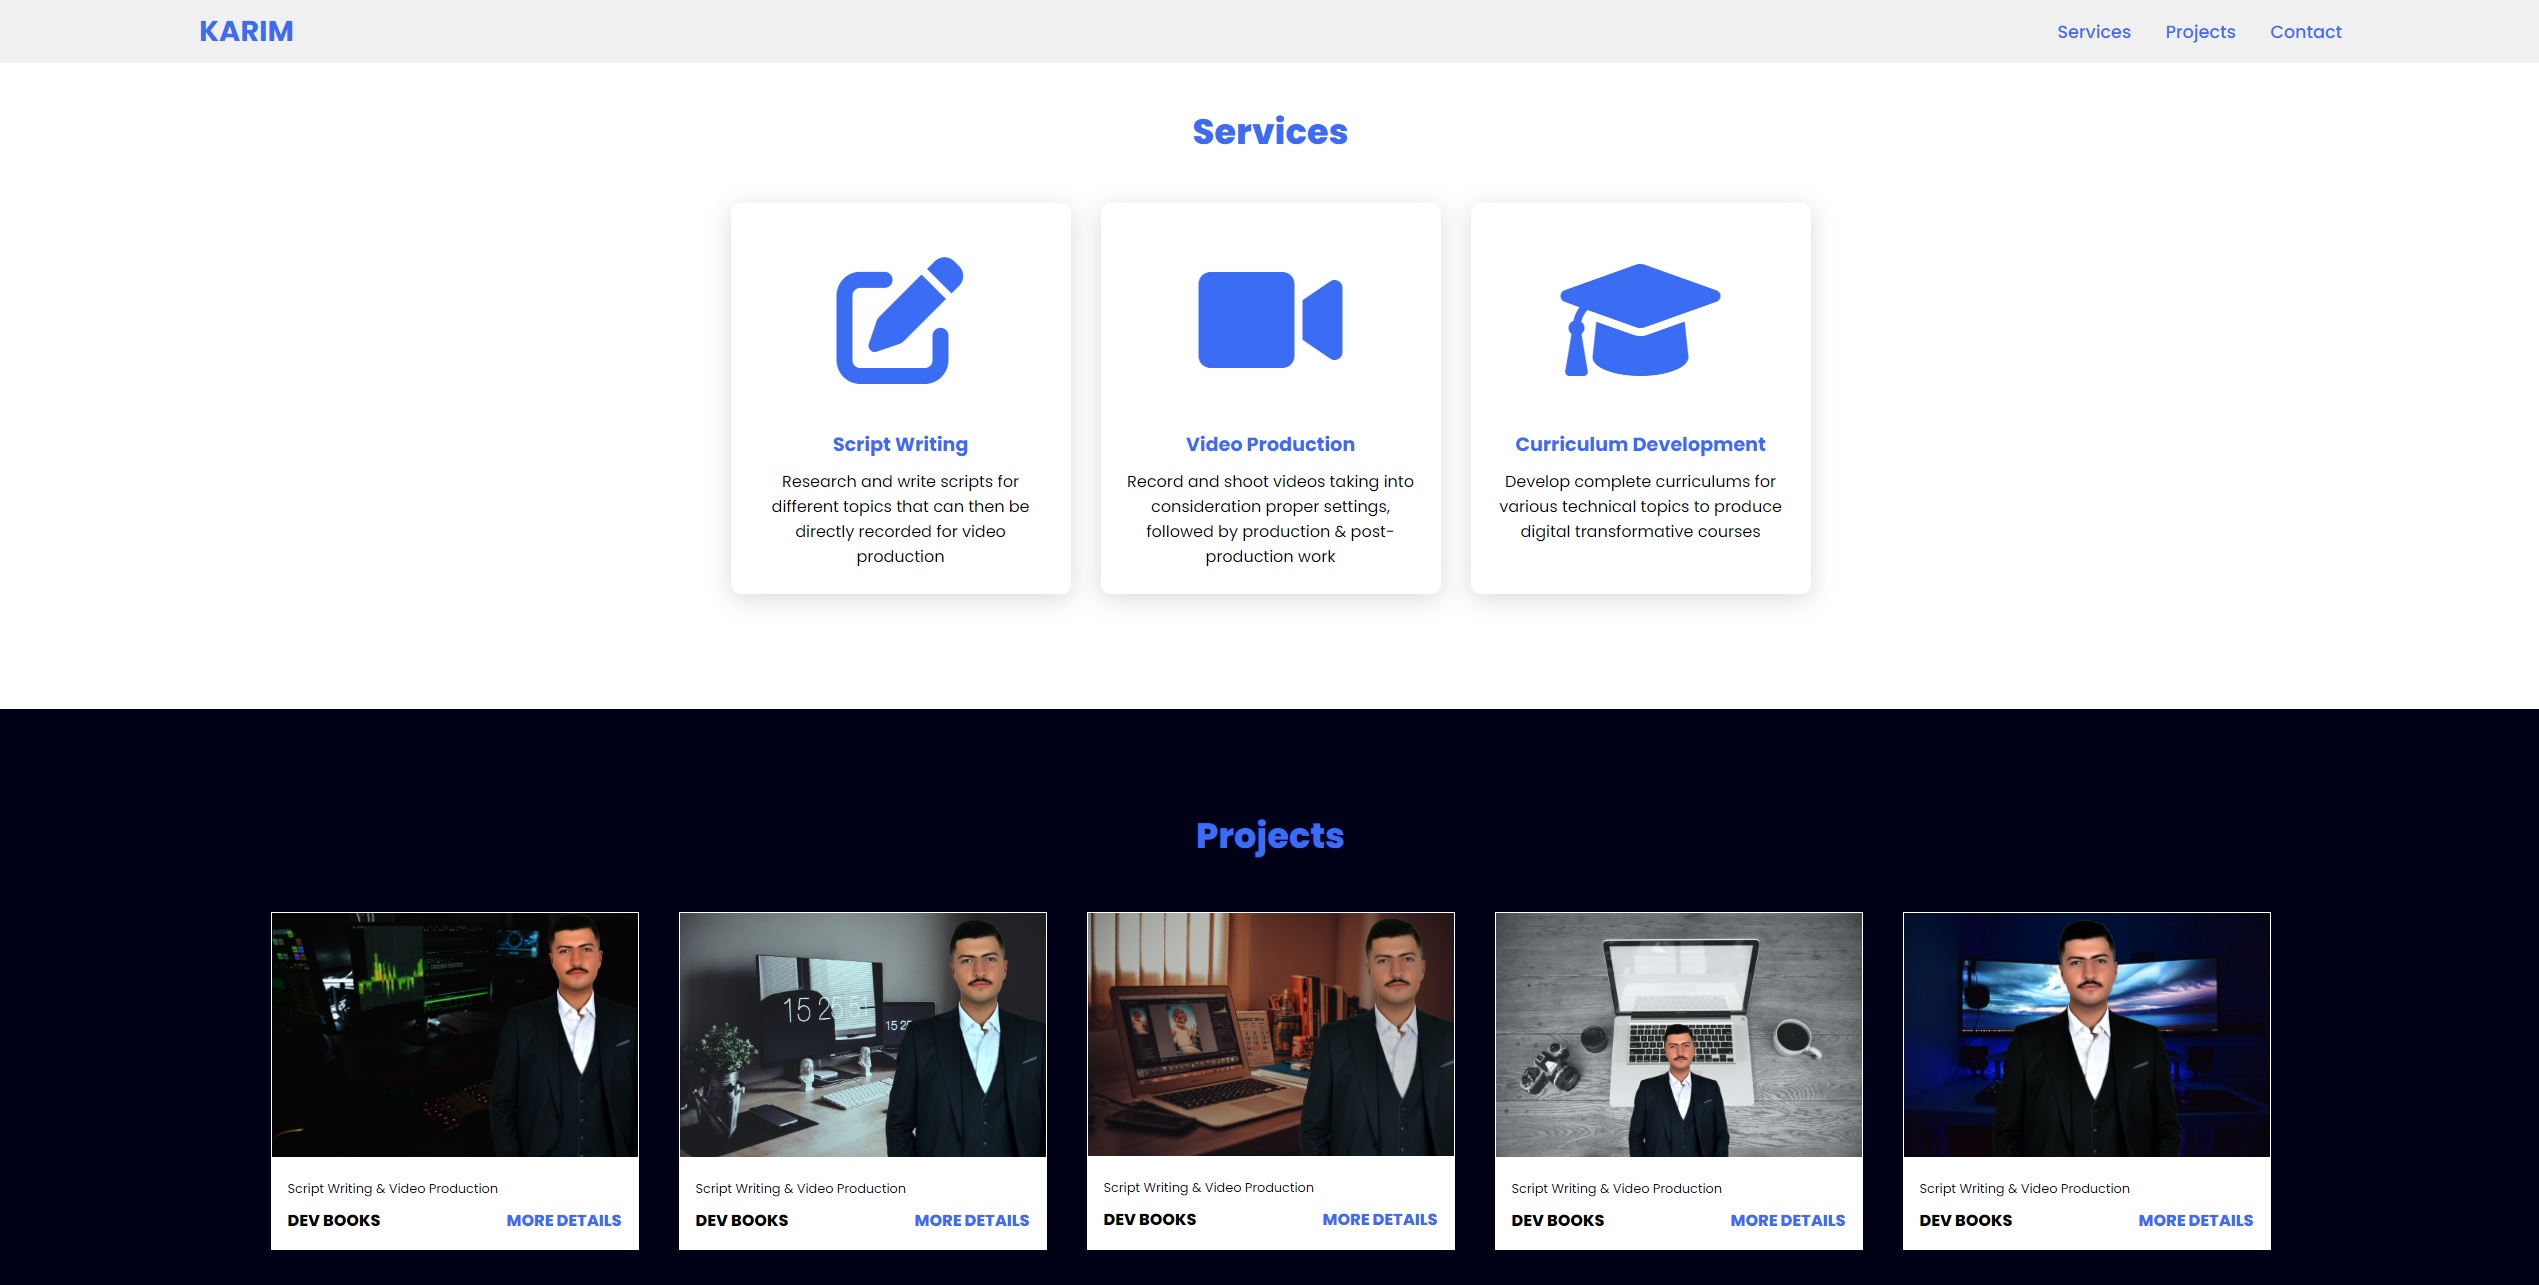 KARIM
Services Projects Contact
Services
Script Writing
Research and write scripts for
different topics that can then be
directly recorded for video
production
Video Production
Record and shoot videos taking into
consideration proper settings,
followed by production & post-
production work
Curriculum Development
Develop complete curriculums for
various technical topics to produce
digital transformative courses
Projects
15 25 51
15 25
Script Writing & Video Production
DEV BOOKS MORE DETAILS
Script Writing & Video Production
DEV BOOKS MORE DETAILS
Script Writing & Video Production
DEV BOOKS MORE DETAILS
Script Writing & Video Production
DEV BOOKS MORE DETAILS
Script Writing & Video Production
DEV BOOKS MORE DETAILS